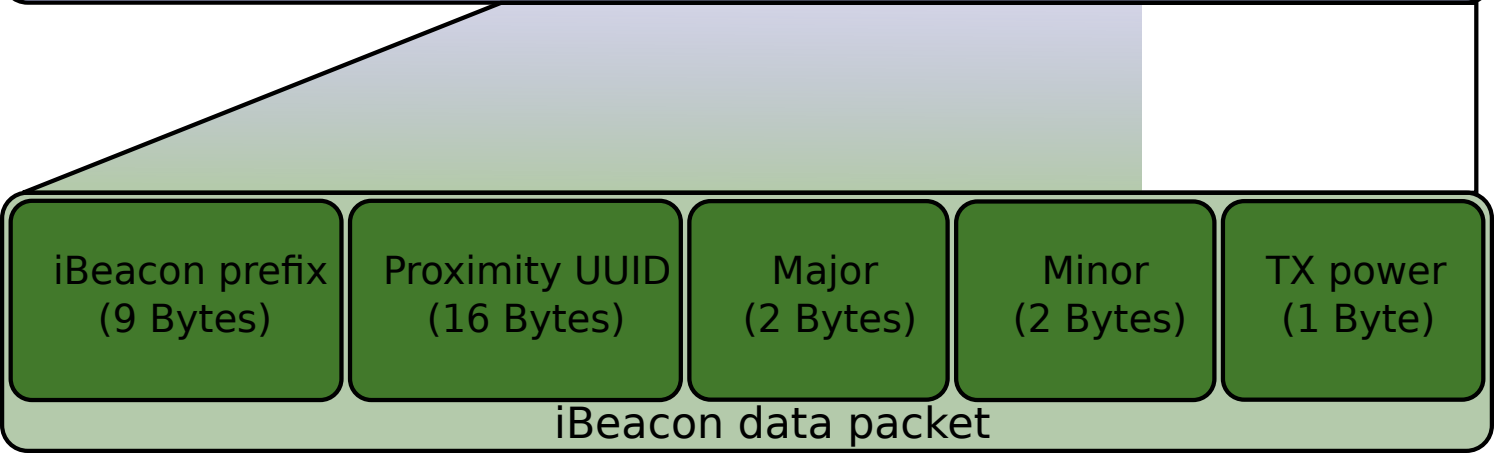 iBeacon prefix
(9 Bytes)
Proximity UUID
(16 Bytes)
Major
(2 Bytes)
Minor
(2 Bytes)
TX power
(1 Byte)
iBeacon data packet